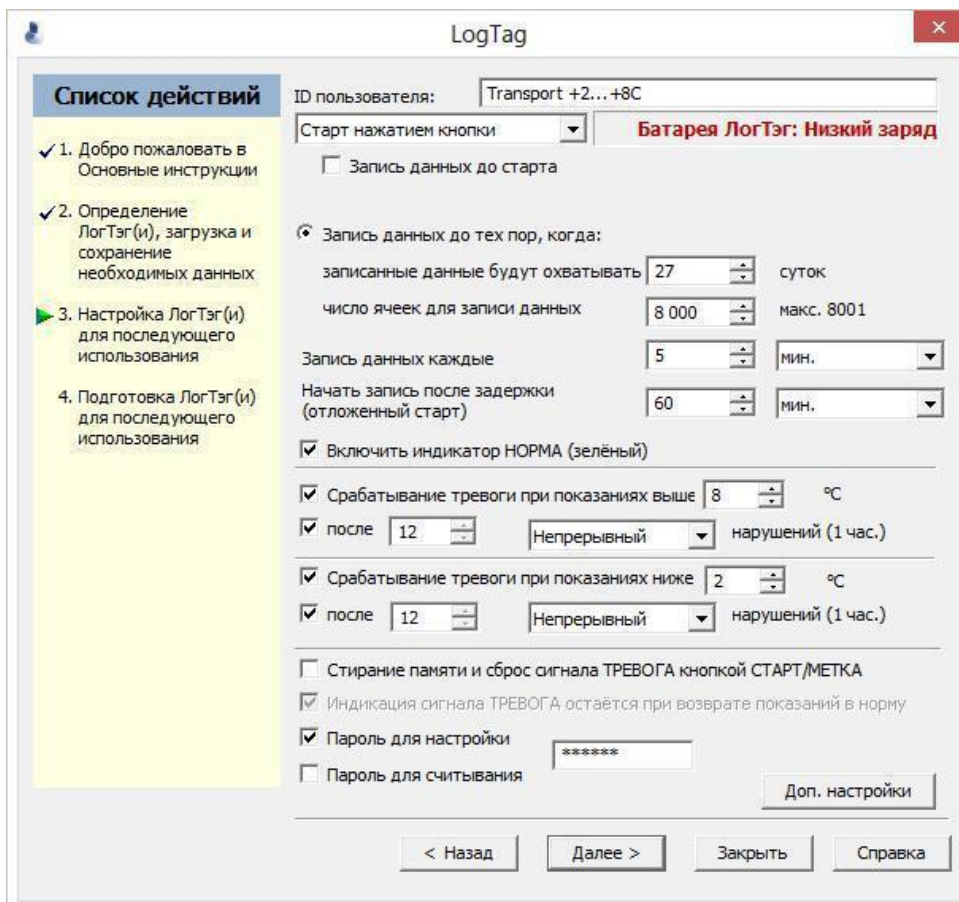 LogTag
Список действий
✓ 1. Добро пожаловать в
Основные инструкции
✓ 2. Определение
ЛогТэг(и), загрузка и
сохранение
необходимых данных
3. Настройка ЛогТэг(и)
для последующего
использования
4. Подготовка ЛогТэг(и)
для последующего
использования
ID пользователя: Transport +2...+8C
Старт нажатием кнопки Батарея ЛогТэг: Низкий заряд
Запись данных до старта
Запись данных до тех пор, когда:
записанные данные будут охватывать 27 суток
число ячеек для записи данных 8 000 макс. 8001
Запись данных каждые 5 мин.
Начать запись после задержки
(отложенный старт) 60 мин.
Включить индикатор НОРМА (зелёный)
Срабатывание тревоги при показаниях выше 8 ºC
после 12 Непрерывный нарушений (1 час.)
Срабатывание тревоги при показаниях ниже 2 ºC
после 12 Непрерывный нарушений (1 час.)
Стирание памяти и сброс сигнала ТРЕВОГА кнопкой СТАРТ/МЕТКА
Индикация сигнала ТРЕВОГА остаётся при возврате показаний в норму
Пароль для настройки ******
Пароль для считывания
Доп. настройки
< Назад Далее > Закрыть Справка